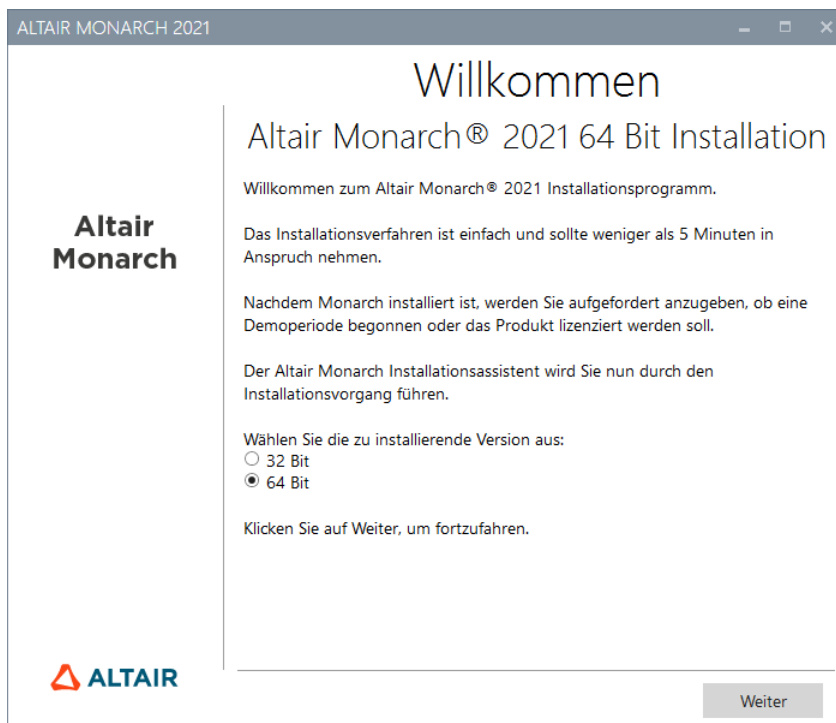 ALTAIR MONARCH 2021
Willkommen
Altair Monarch® 2021 64 Bit Installation
Altair
Monarch
Willkommen zum Altair Monarch® 2021 Installationsprogramm.
Das Installationsverfahren ist einfach und sollte weniger als 5 Minuten in
Anspruch nehmen.
Nachdem Monarch installiert ist, werden Sie aufgefordert anzugeben, ob eine
Demoperiode begonnen oder das Produkt lizenziert werden soll.
Der Altair Monarch Installationsassistent wird Sie nun durch den
Installationsvorgang führen.
Wählen Sie die zu installierende Version aus:
32 Bit
64 Bit
Klicken Sie auf Weiter, um fortzufahren.
ALTAIR
Weiter